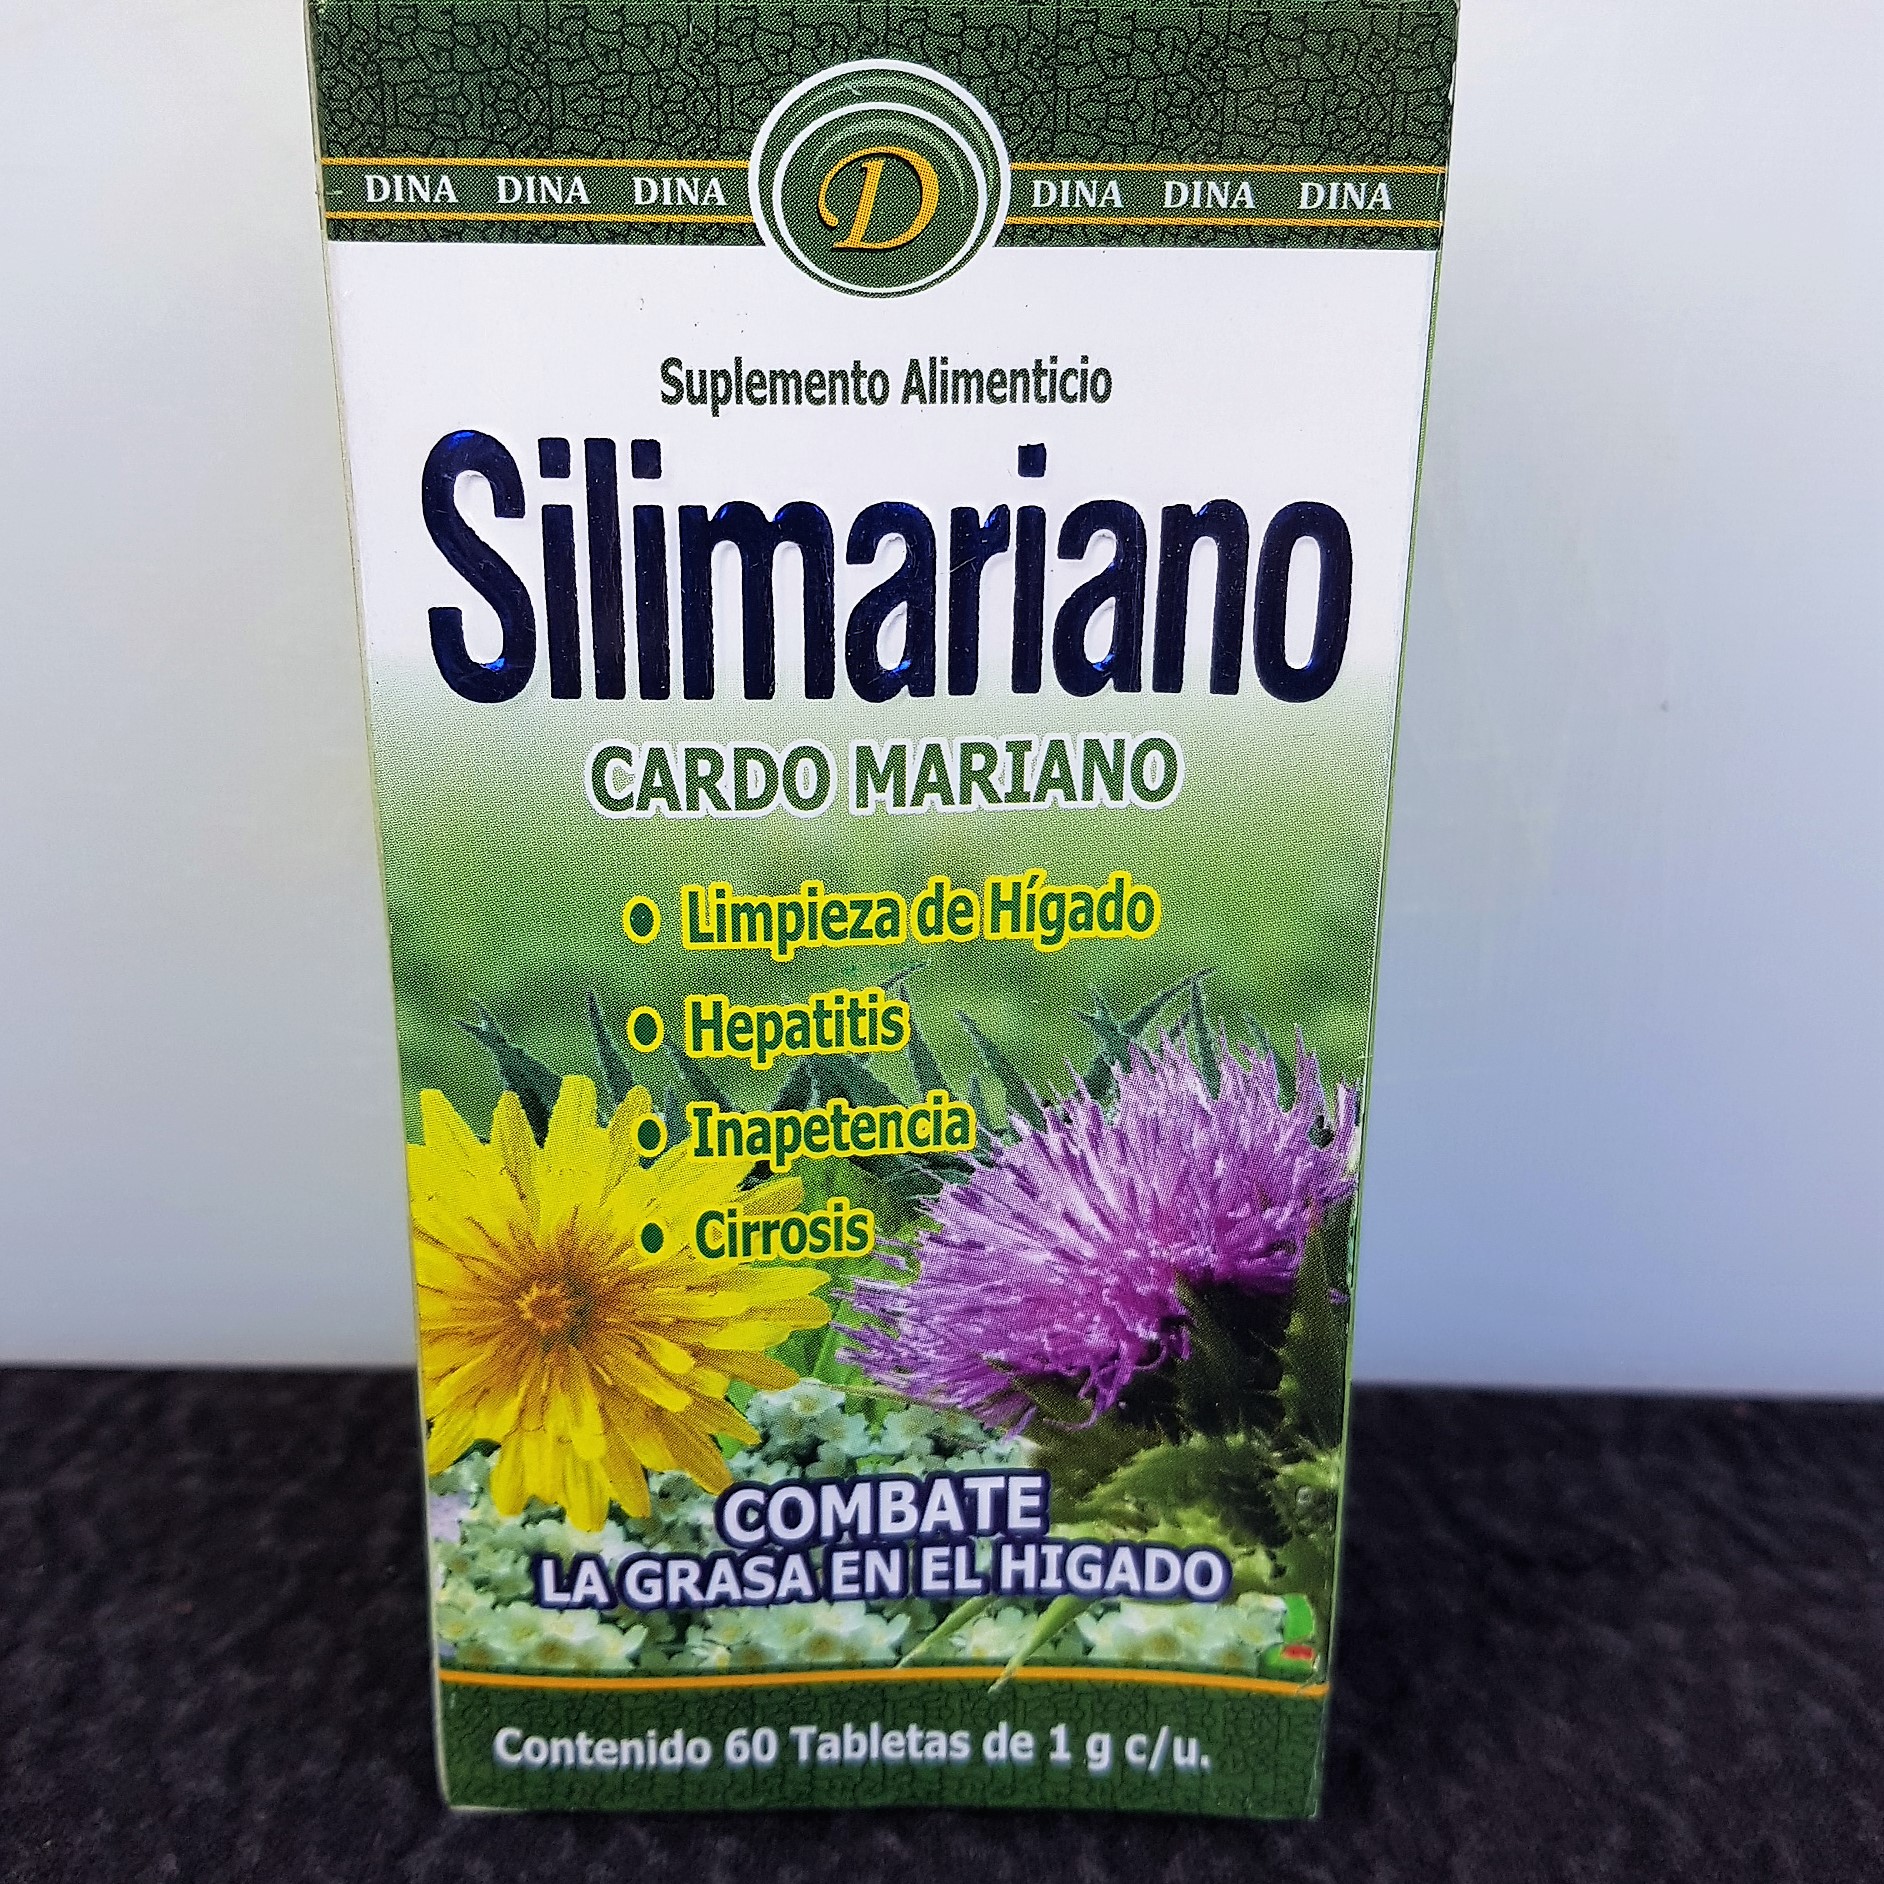 DINA DINA DINA D DINA DINA DINA
Suplemento Alimenticio
Silimariano
CARDO MARIANO
• Limpieza de Hígado
• Hepatitis
• Inapetencia
• Cirrosis
COMBATE
LA GRASA EN EL HIGADO
Contenido 60 Tabletas de 1 g c/u.